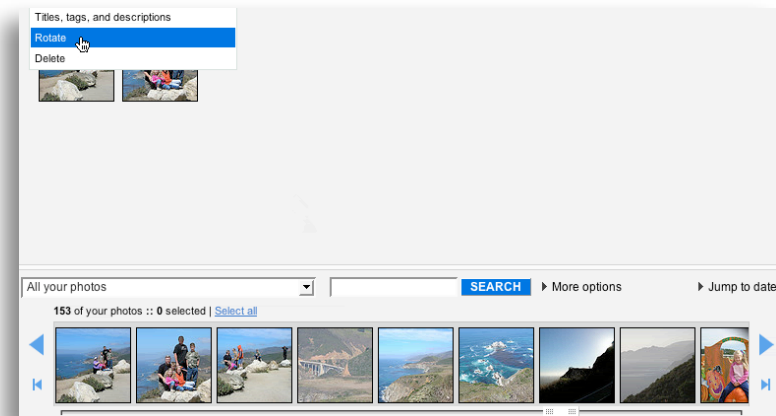 Titles, tags, and descriptions
Rotate
Delete
All your photos SEARCH More options Jump to date
153 of your photos :: 0 selected | Select all